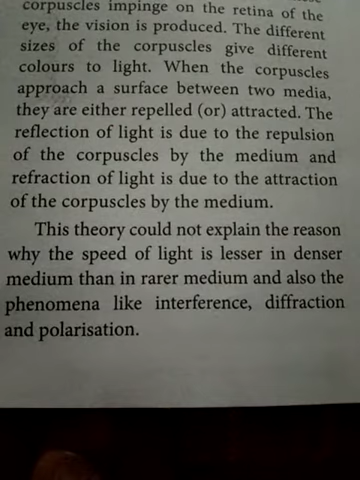 corpuscles impinge on the retina of the
eye, the vision is produced. The different
sizes of the corpuscles give different
colours to light. When the corpuscles
approach a surface between two media,
they are either repelled (or) attracted. The
reflection of light is due to the repulsion
of the corpuscles by the medium and
refraction of light is due to the attraction
of the corpuscles by the medium.
This theory could not explain the reason
why the speed of light is lesser in denser
medium than in rarer medium and also the
phenomena like interference, diffraction
and polarisation.